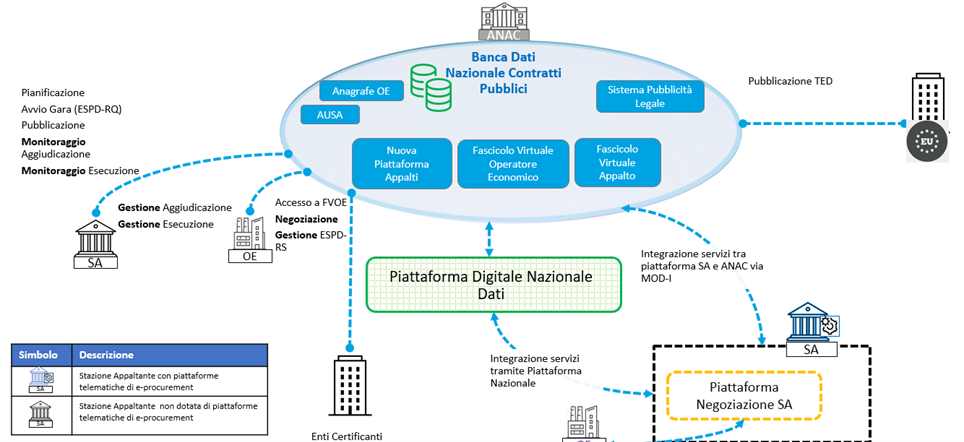 ANAC
Banca Dati
Nazionale Contratti
Pubblici
Anagrafe OE
AUSA
Sistema Pubblicità
Legale
Nuova
Piattaforma
Appalti
Fascicolo Virtuale
Operatore
Economico
Fascicolo
Virtuale
Appalto
Pubblicazione TED
EU
Pianificazione
Avvio Gara (ESPD-RQ)
Pubblicazione
Monitoraggio
Aggiudicazione
Monitoraggio Esecuzione
Gestione Aggiudicazione
Gestione Esecuzione
SA
OE
Accesso a FVOE
Negoziazione
Gestione ESPD-
RS
Piattaforma Digitale Nazionale
Dati
Integrazione servizi tra
piattaforma SA e ANAC via
MOD-I
SA
Integrazione servizi
tramite Piattaforma
Nazionale
Piattaforma
Negoziazione SA
OE
Enti Certificanti
Simbolo Descrizione
SA
Stazione Appaltante con piattaforme
telematiche di e-procurement
SA
Stazione Appaltante non dotata di piattaforme
telematiche di e-procurement